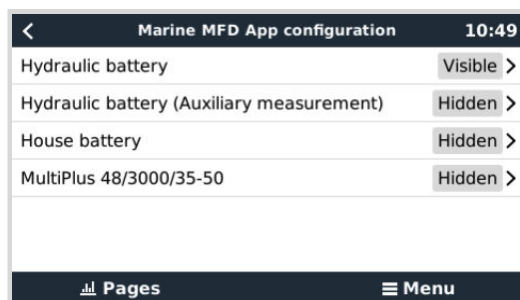 Marine MFD App configuration 10:49
Hydraulic battery Visible
Hydraulic battery (Auxiliary measurement) Hidden
House battery Hidden
MultiPlus 48/3000/35-50 Hidden
Pages Menu